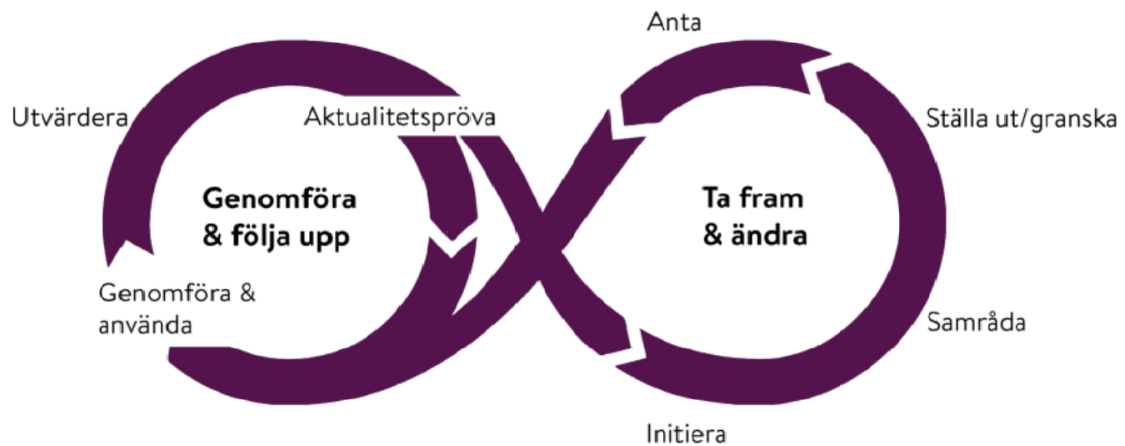 Anta
Utvärdera
Aktualitetspröva
Ställa ut/granska
Genomföra
& följa upp
Ta fram
& ändra
Genomföra &
använda
Samråda
Initiera